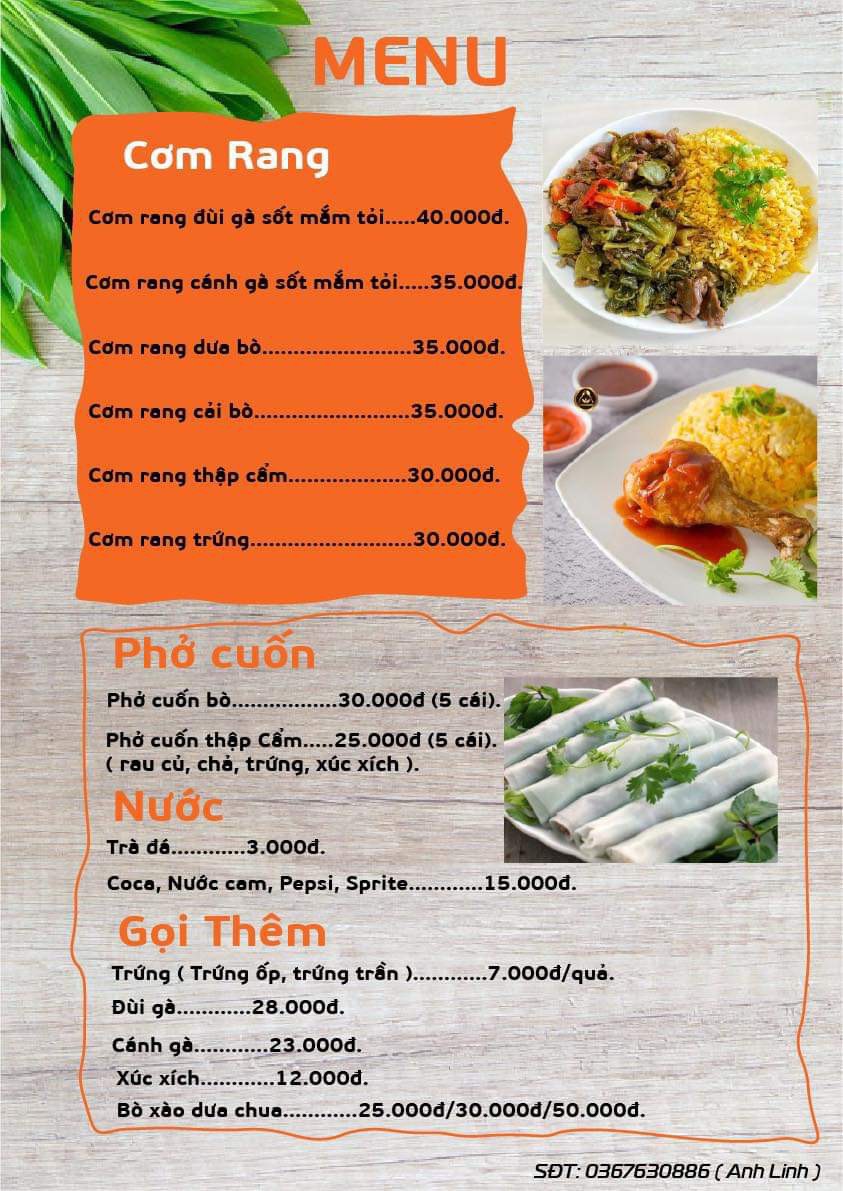 MENU
Cơm Rang
Cơm rang đùi gà sốt mắm tỏi.....40.000đ.
Cơm rang cánh gà sốt mắm tỏi.....35.000đ.
Cơm rang dưa bò........................35.000đ.
Cơm rang cải bò.........................35.000đ.
Cơm rang thập cẩm...................30.000đ.
Cơm rang trứng..........................30.000đ.
Phở cuốn
Phở cuốn bò.................30.000đ (5 cái).
Phở cuốn thập Cẩm.....25.000đ (5 cái).
( rau củ, chả, trứng, xúc xích ).
Nước
Trà đá............3.000đ.
Coca, Nước cam, Pepsi, Sprite............15.000đ.
Gọi Thêm
Trứng ( Trứng ốp, trứng trần )............7.000đ/quả.
Đùi gà............28.000đ.
Cánh gà............23.000đ.
Xúc xích............12.000đ.
Bò xào dưa chua............25.000đ/30.000đ/50.000đ.
SĐT: 0367630886 ( Anh Linh )